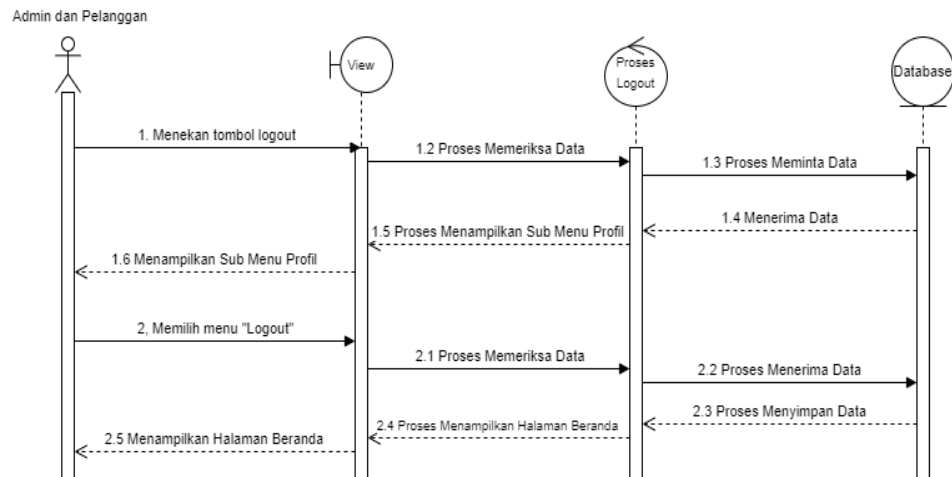 Admin dan Pelanggan
View
Proses
Logout
Database
1. Menekan tombol logout
1.2 Proses Memeriksa Data
1.3 Proses Meminta Data
1.4 Menerima Data
1.5 Proses Menampilkan Sub Menu Profil
1.6 Menampilkan Sub Menu Profil
2, Memilih menu "Logout"
2.1 Proses Memeriksa Data
2.2 Proses Menerima Data
2.3 Proses Menyimpan Data
2.4 Proses Menampilkan Halaman Beranda
2.5 Menampilkan Halaman Beranda